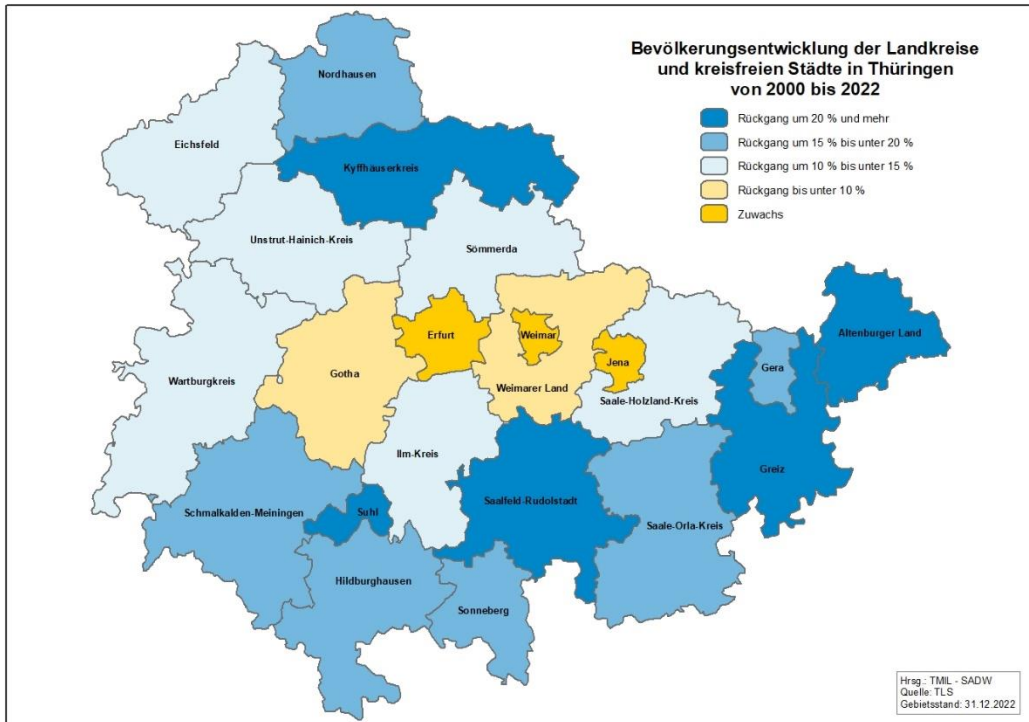 Bevölkerungsentwicklung der Landkreise
und kreisfreien Städte in Thüringen
von 2000 bis 2022
Rückgang um 20 % und mehr
Rückgang um 15 % bis unter 20 %
Rückgang um 10 % bis unter 15 %
Rückgang bis unter 10 %
Zuwachs
Nordhausen
Eichsfeld
Kyffhäuserkreis
Unstrut-Hainich-Kreis
Sömmerda
Erfurt
Weimar
Jena
Altenburger Land
Gera
Wartburgkreis
Gotha
Weimarer Land
Saale-Holzland-Kreis
Ilm-Kreis
Greiz
Saalfeld-Rudolstadt
Schmalkalden-Meiningen
Suhl
Saale-Orla-Kreis
Hildburghausen
Sonneberg
Hrsg.: TMIL - SADW
Quelle: TLS
Gebietsstand: 31.12.2022